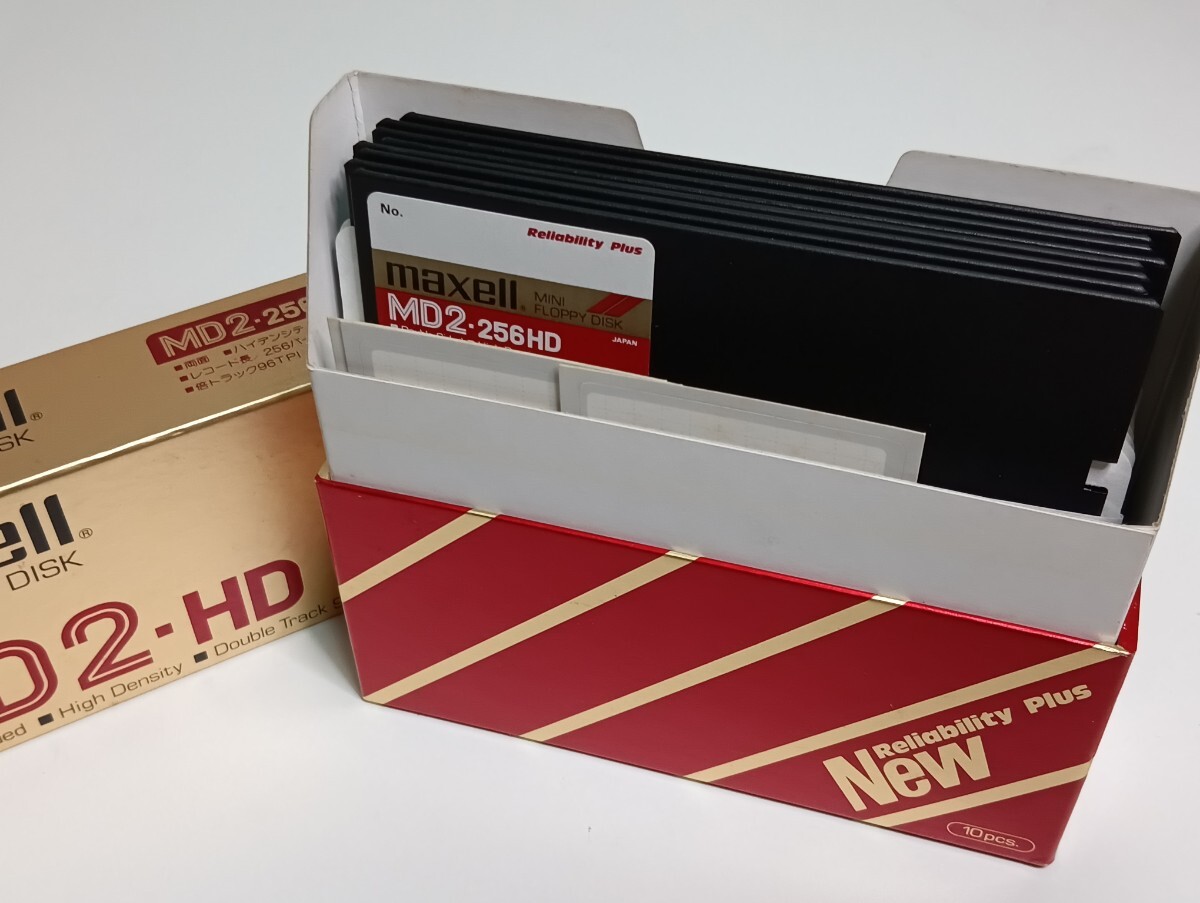 No.
Reliability Plus
maxell®
MINI
FLOPPY DISK
MD2-256HD
JAPAN
MD2-256
■両面 ■ハイデンシテ
■レコード長 256バ
■倍トラック96TPI
ll®
SK
ell®
DISK
D2-HD
ed ■High Density ■Double Track
Reliability Plus
New
10pcs.